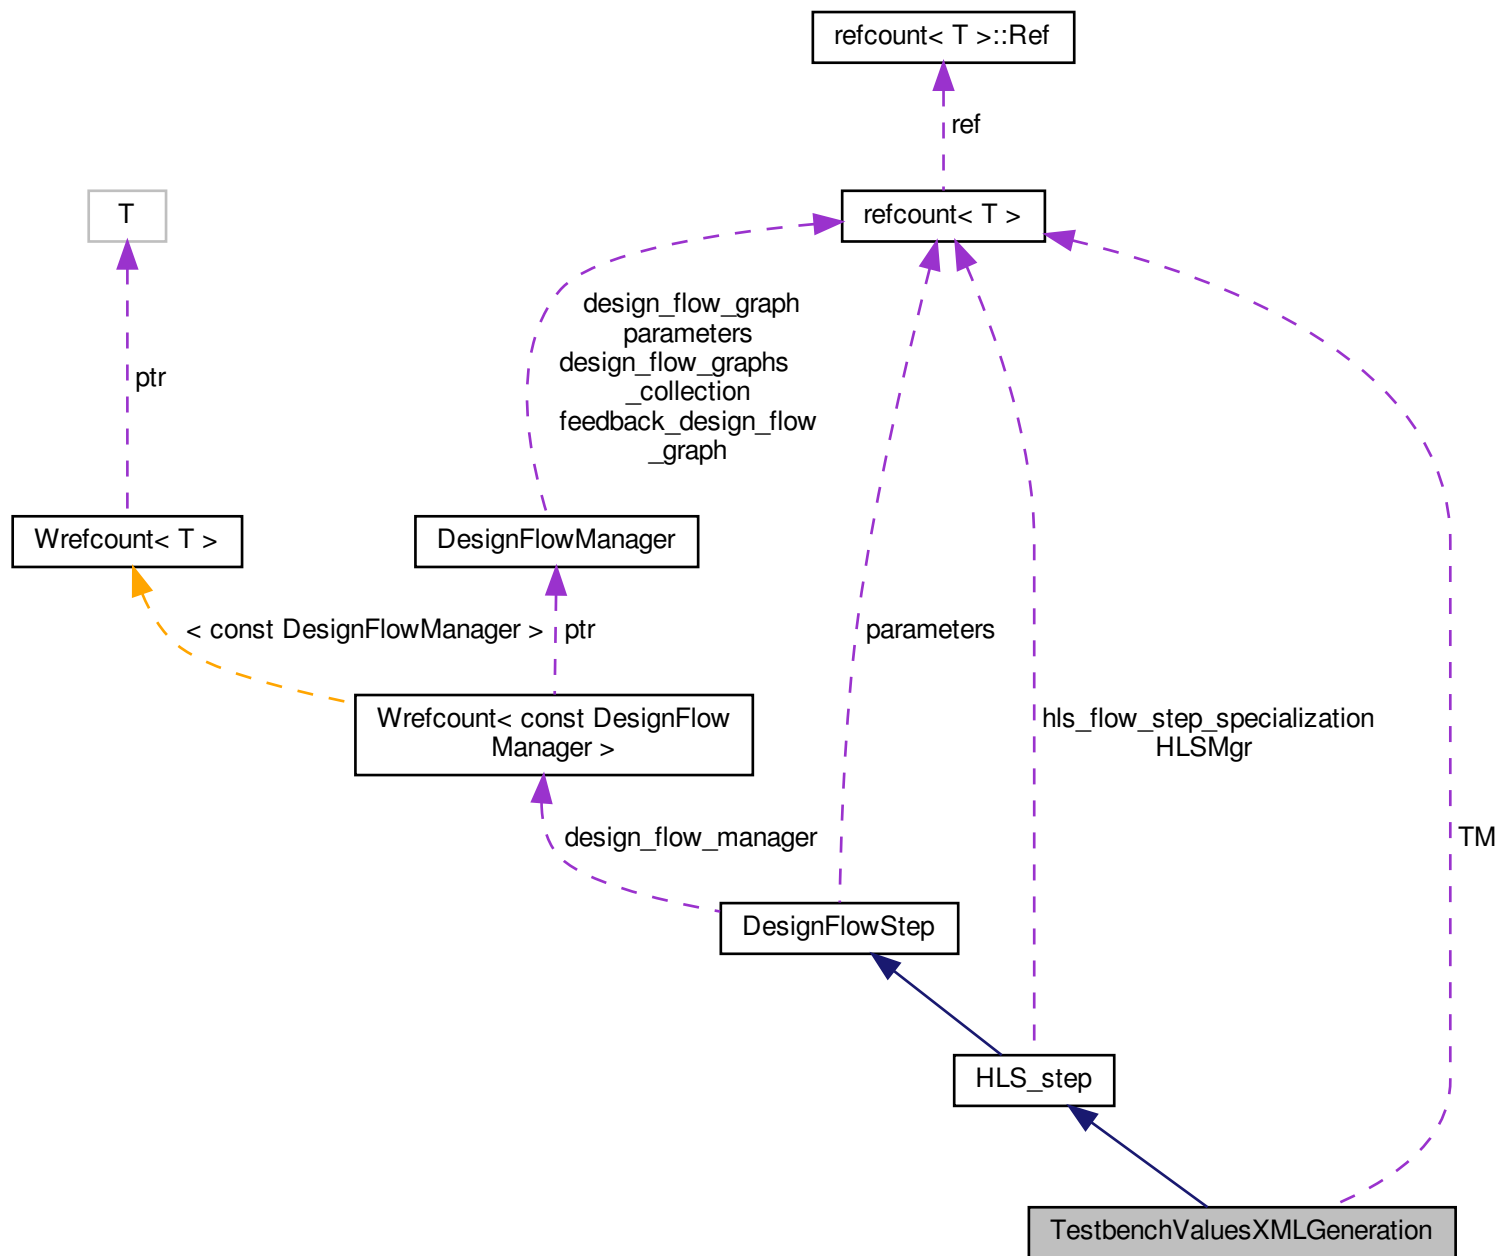 refcount< T >::Ref
ref
T
refcount< T >
design_flow_graph
parameters
design_flow_graphs
_collection
feedback_design_flow
_graph
ptr
Wrefcount< T >
DesignFlowManager
< const DesignFlowManager >
ptr
parameters
Wrefcount< const DesignFlow
Manager >
hls_flow_step_specialization
HLSMgr
design_flow_manager
TM
DesignFlowStep
HLS_step
TestbenchValuesXMLGeneration